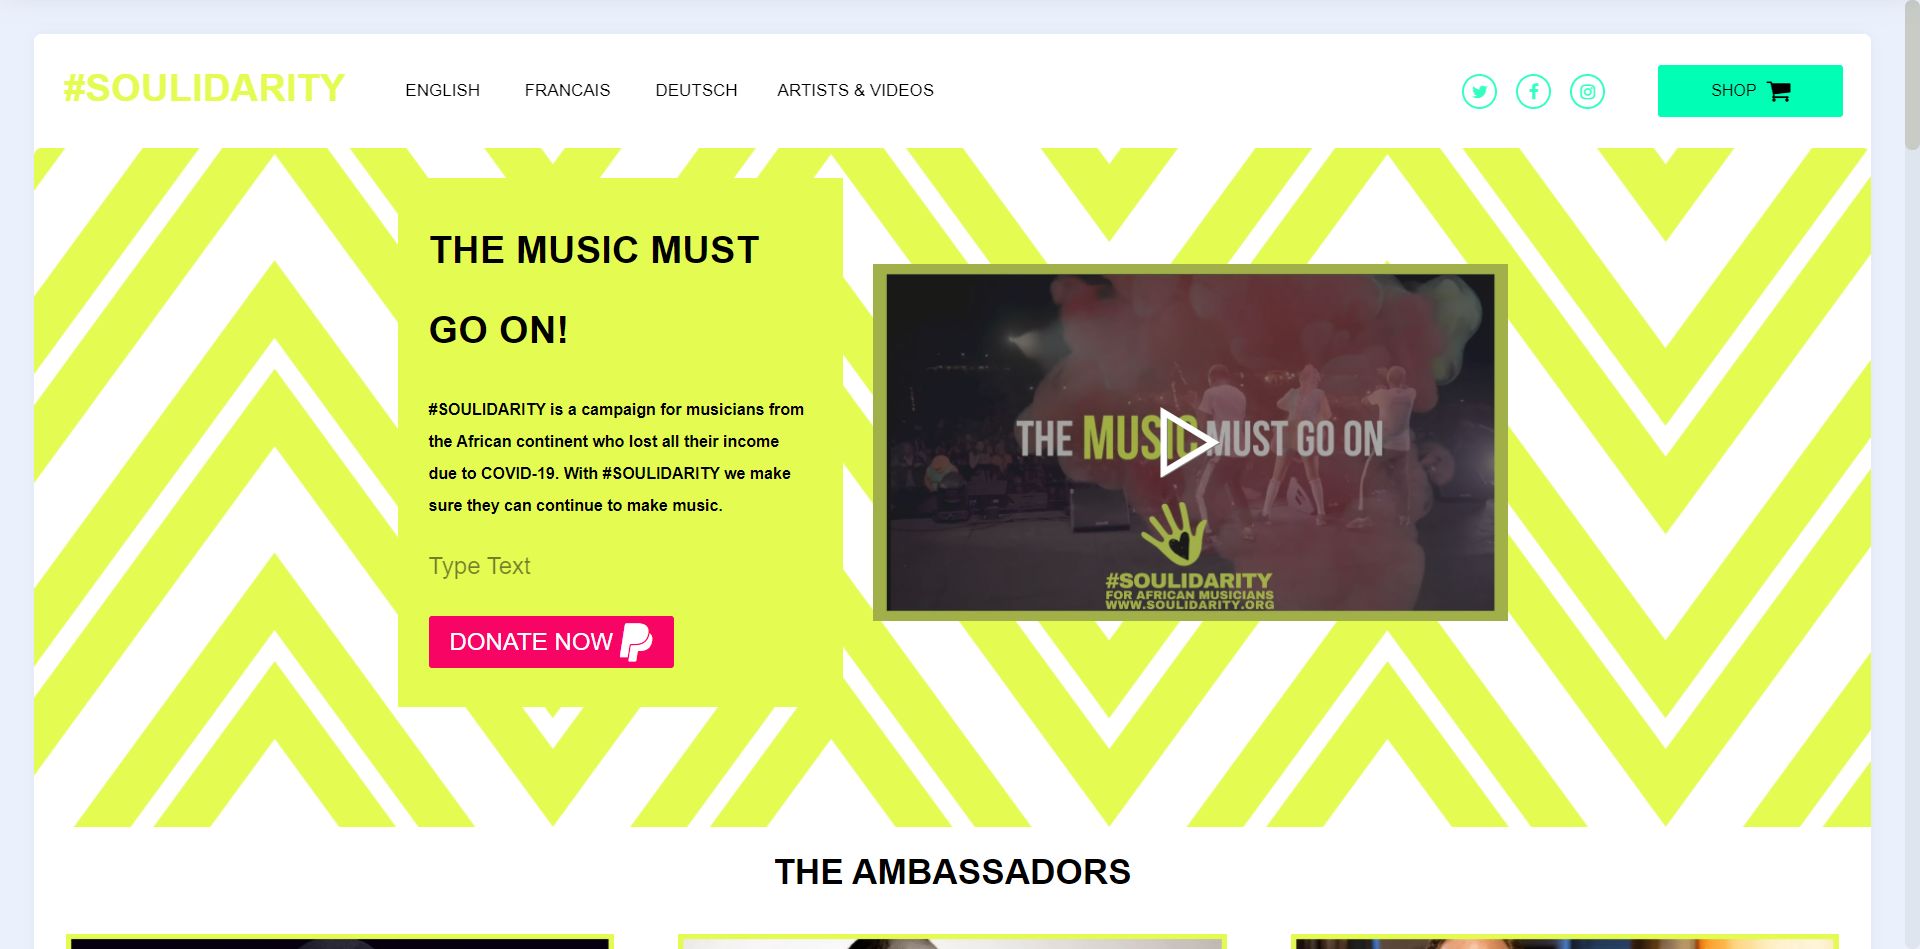 #SOULIDARITY
ENGLISH
FRANCAIS
DEUTSCH
ARTISTS & VIDEOS
SHOP
THE MUSIC MUST
GO ON!
#SOULIDARITY is a campaign for musicians from
the African continent who lost all their income
due to COVID-19. With #SOULIDARITY we make
sure they can continue to make music.
Type Text
DONATE NOW
THE MUSIC MUST GO ON
#SOULIDARITY
FOR AFRICAN MUSICIANS
WWW.SOULIDARITY.ORG
THE AMBASSADORS